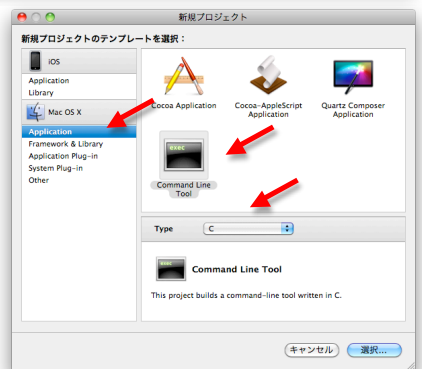 新規プロジェクト
新規プロジェクトのテンプレートを選択：
iOS
Application
Library
Mac OS X
Application
Framework & Library
Application Plug-in
System Plug-in
Other
Cocoa Application
Cocoa-AppleScript
Application
Quartz Composer
Application
exec
Command Line
Tool
Type
C
Command Line Tool
This project builds a command-line tool written in C.
キャンセル
選択...